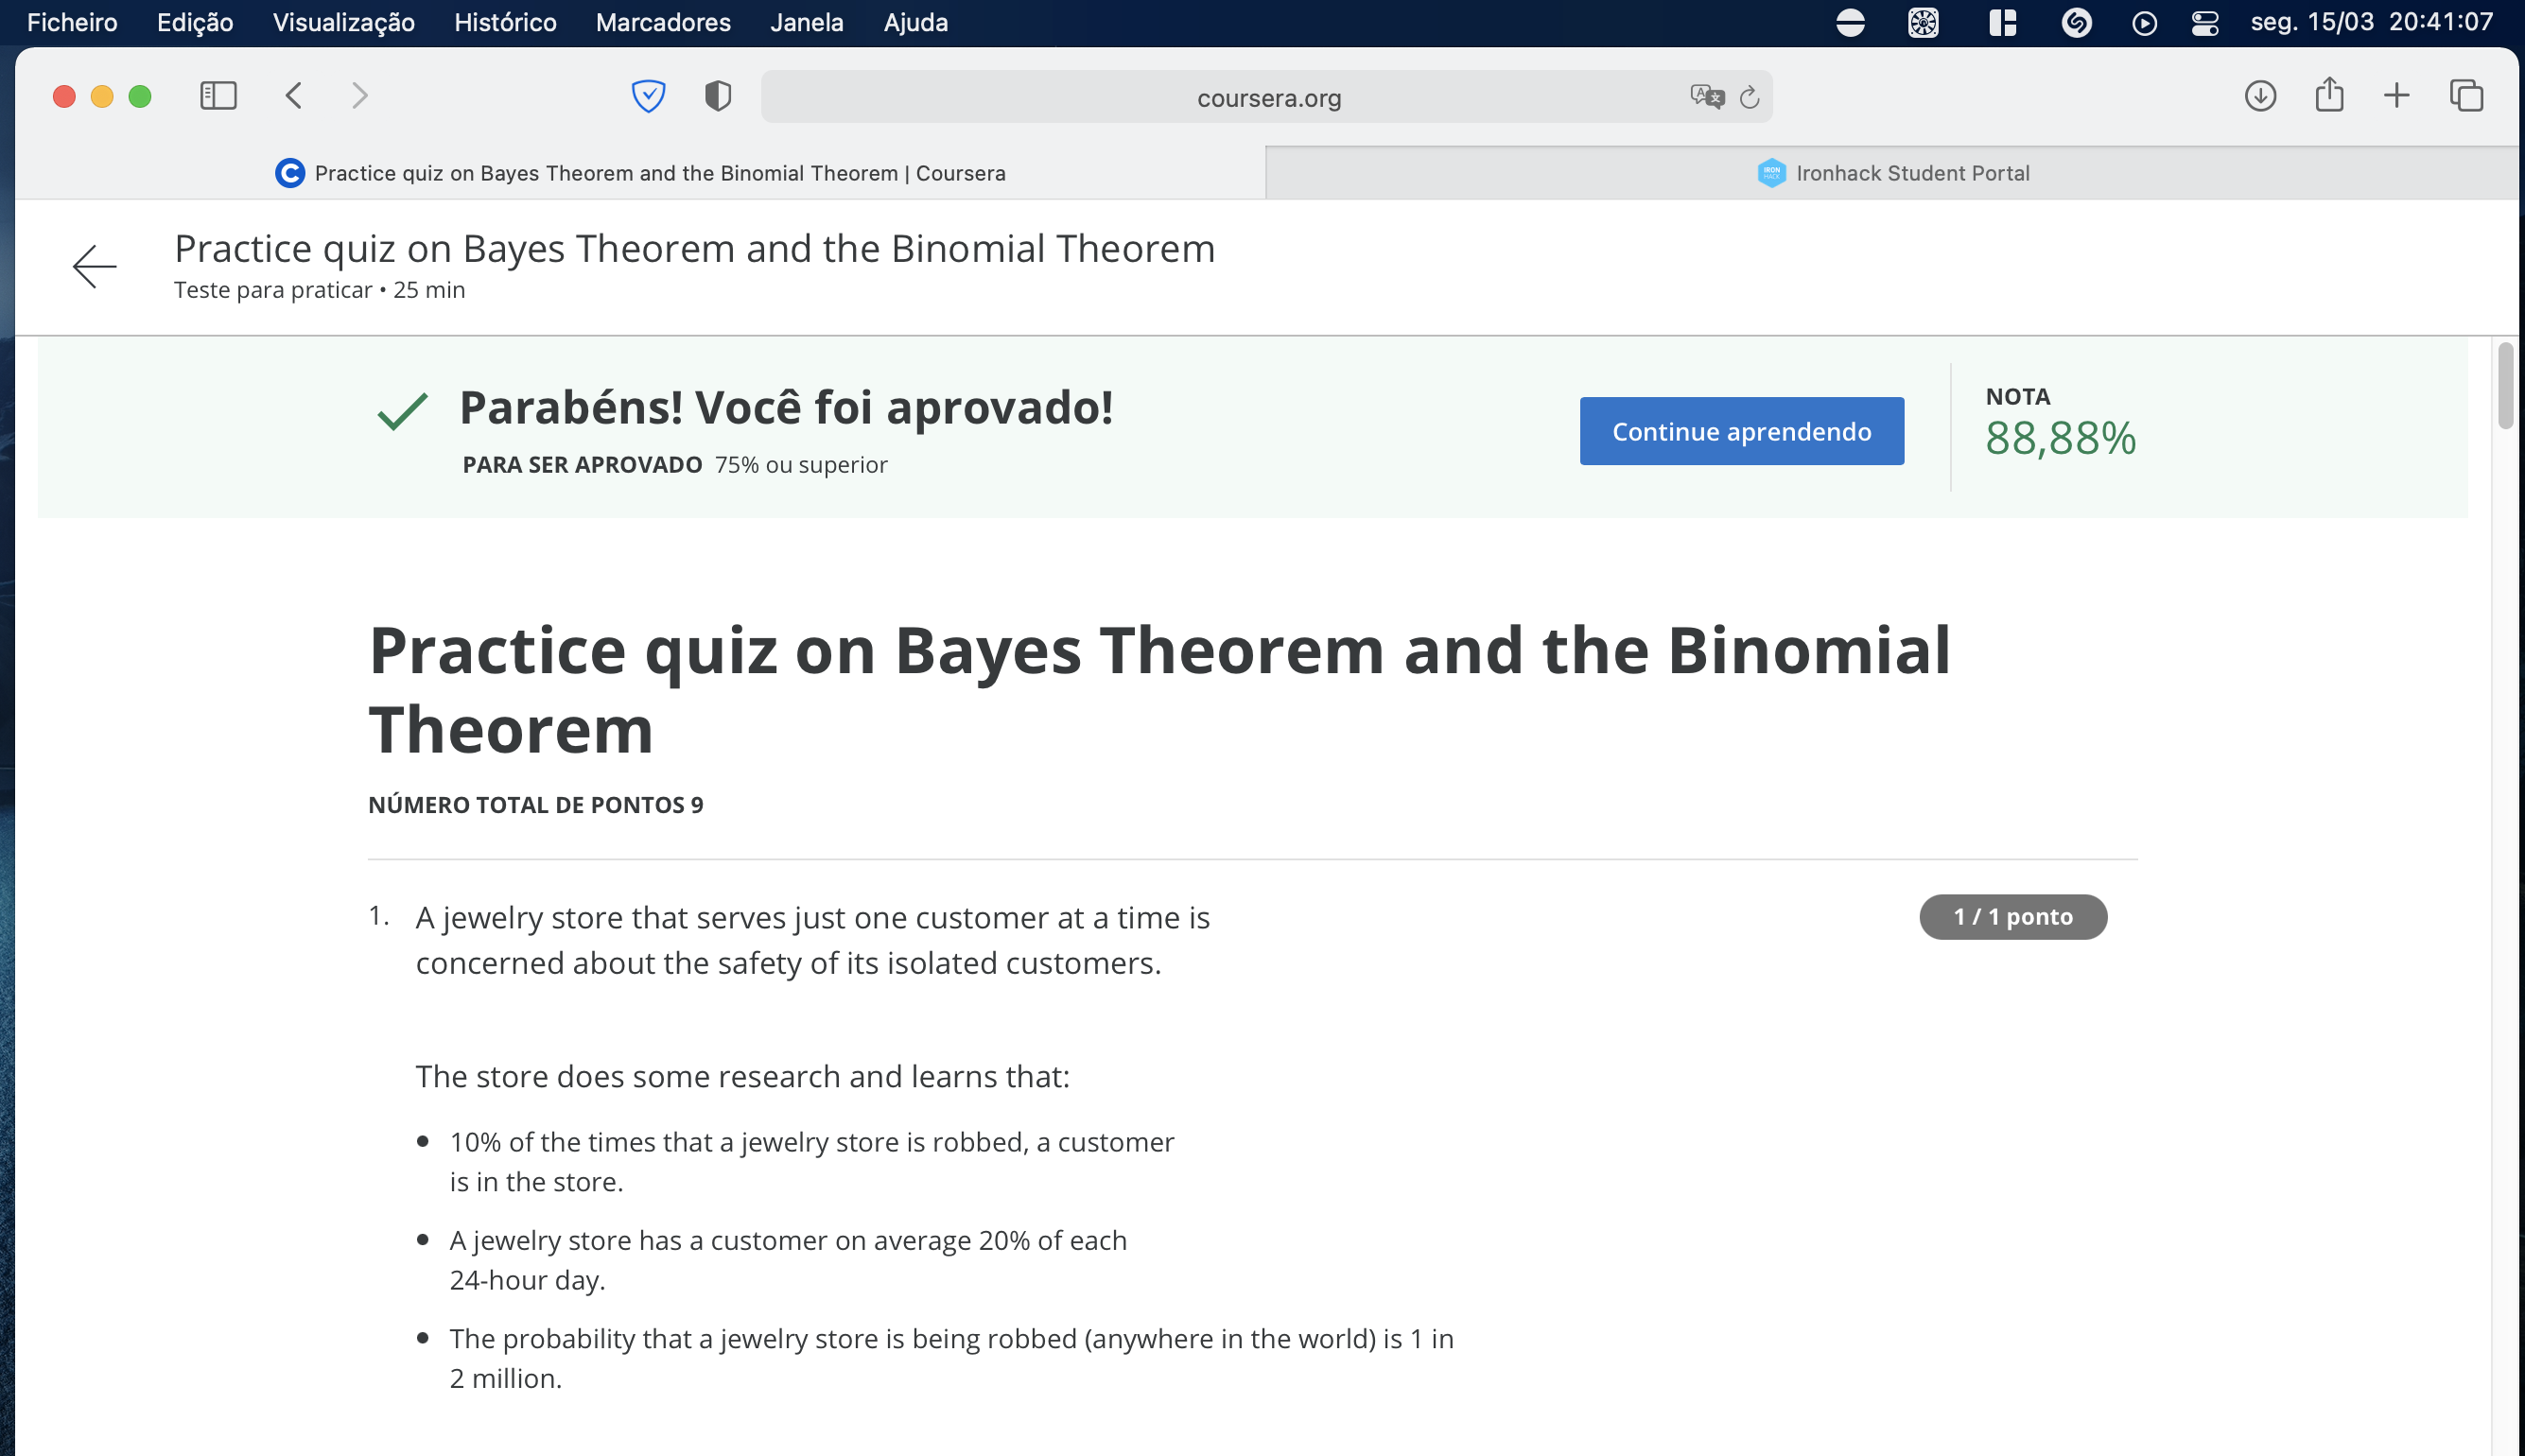 Ficheiro Edição Visualização Histórico Marcadores Janela Ajuda seg. 15/03 20:41:07
coursera.org
Practice quiz on Bayes Theorem and the Binomial Theorem | Coursera
Ironhack Student Portal
Practice quiz on Bayes Theorem and the Binomial Theorem
Teste para praticar • 25 min
Parabéns! Você foi aprovado!
PARA SER APROVADO 75% ou superior
Continue aprendendo
NOTA
88,88%
Practice quiz on Bayes Theorem and the Binomial
Theorem
NÚMERO TOTAL DE PONTOS 9
1. A jewelry store that serves just one customer at a time is
concerned about the safety of its isolated customers.
1 / 1 ponto
The store does some research and learns that:
• 10% of the times that a jewelry store is robbed, a customer
is in the store.
• A jewelry store has a customer on average 20% of each
24-hour day.
• The probability that a jewelry store is being robbed (anywhere in the world) is 1 in
2 million.